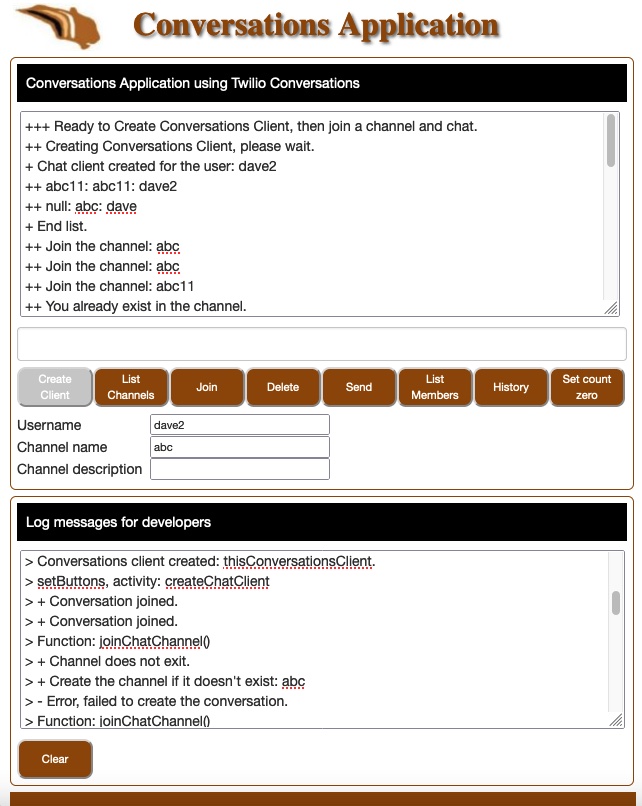 Conversations Application
Conversations Application using Twilio Conversations
+++ Ready to Create Conversations Client, then join a channel and chat.
++ Creating Conversations Client, please wait.
+ Chat client created for the user: dave2
++ abc11: abc11: dave2
++ null: abc: dave
+ End list.
++ Join the channel: abc
++ Join the channel: abc
++ Join the channel: abc11
++ You already exist in the channel.
Create Client
List Channels
Join
Delete
Send
List Members
History
Set count zero
Username dave2
Channel name abc
Channel description
Log messages for developers
> Conversations client created: thisConversationsClient.
> setButtons, activity: createChatClient
> + Conversation joined.
> + Conversation joined.
> Function: joinChatChannel()
> + Channel does not exit.
> + Create the channel if it doesn't exist: abc
> - Error, failed to create the conversation.
> Function: joinChatChannel()
Clear